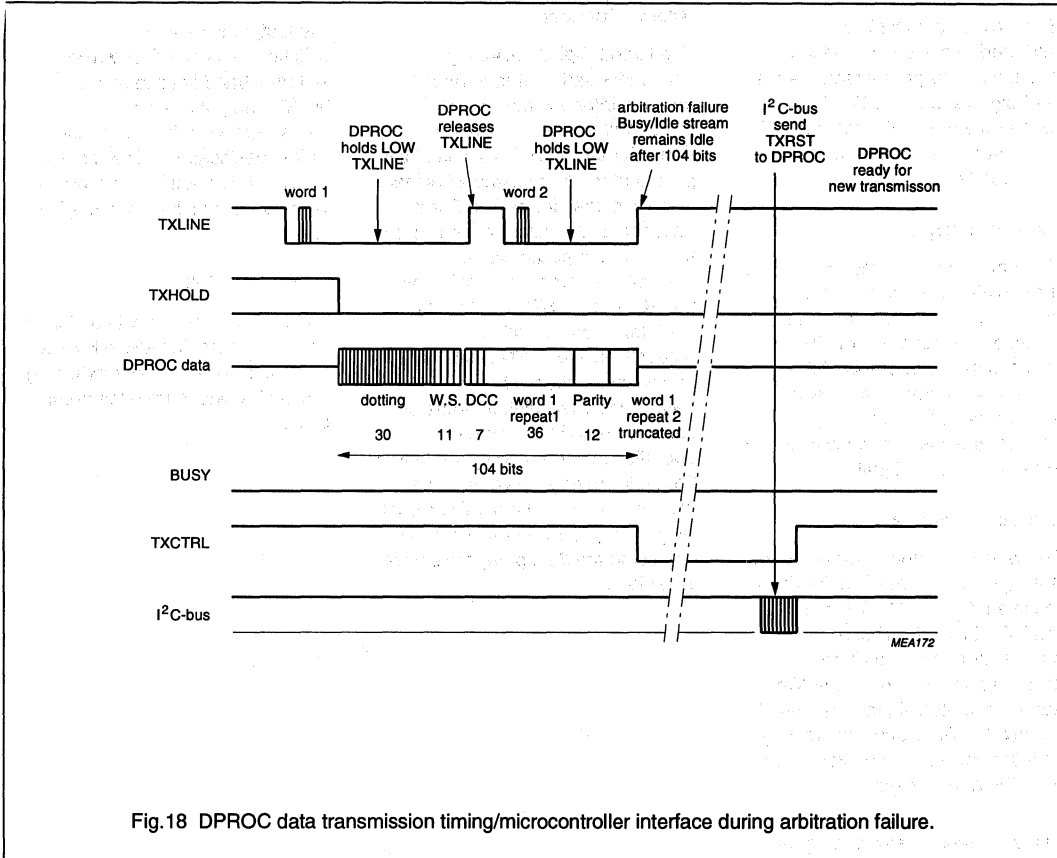 DPROC
holds LOW
TXLINE
DPROC
releases
TXLINE
DPROC
holds LOW
TXLINE
arbitration failure
Busy/Idle stream
remains Idle
after 104 bits
I²C-bus
send
TXRST
to DPROC
DPROC
ready for
new transmisson
word 1
word 2
TXLINE
TXHOLD
DPROC data
dotting
30
W.S.
11
DCC
7
word 1
repeat1
36
Parity
12
word 1
repeat 2
truncated
104 bits
BUSY
TXCTRL
I²C-bus
MEA172
Fig.18 DPROC data transmission timing/microcontroller interface during arbitration failure.